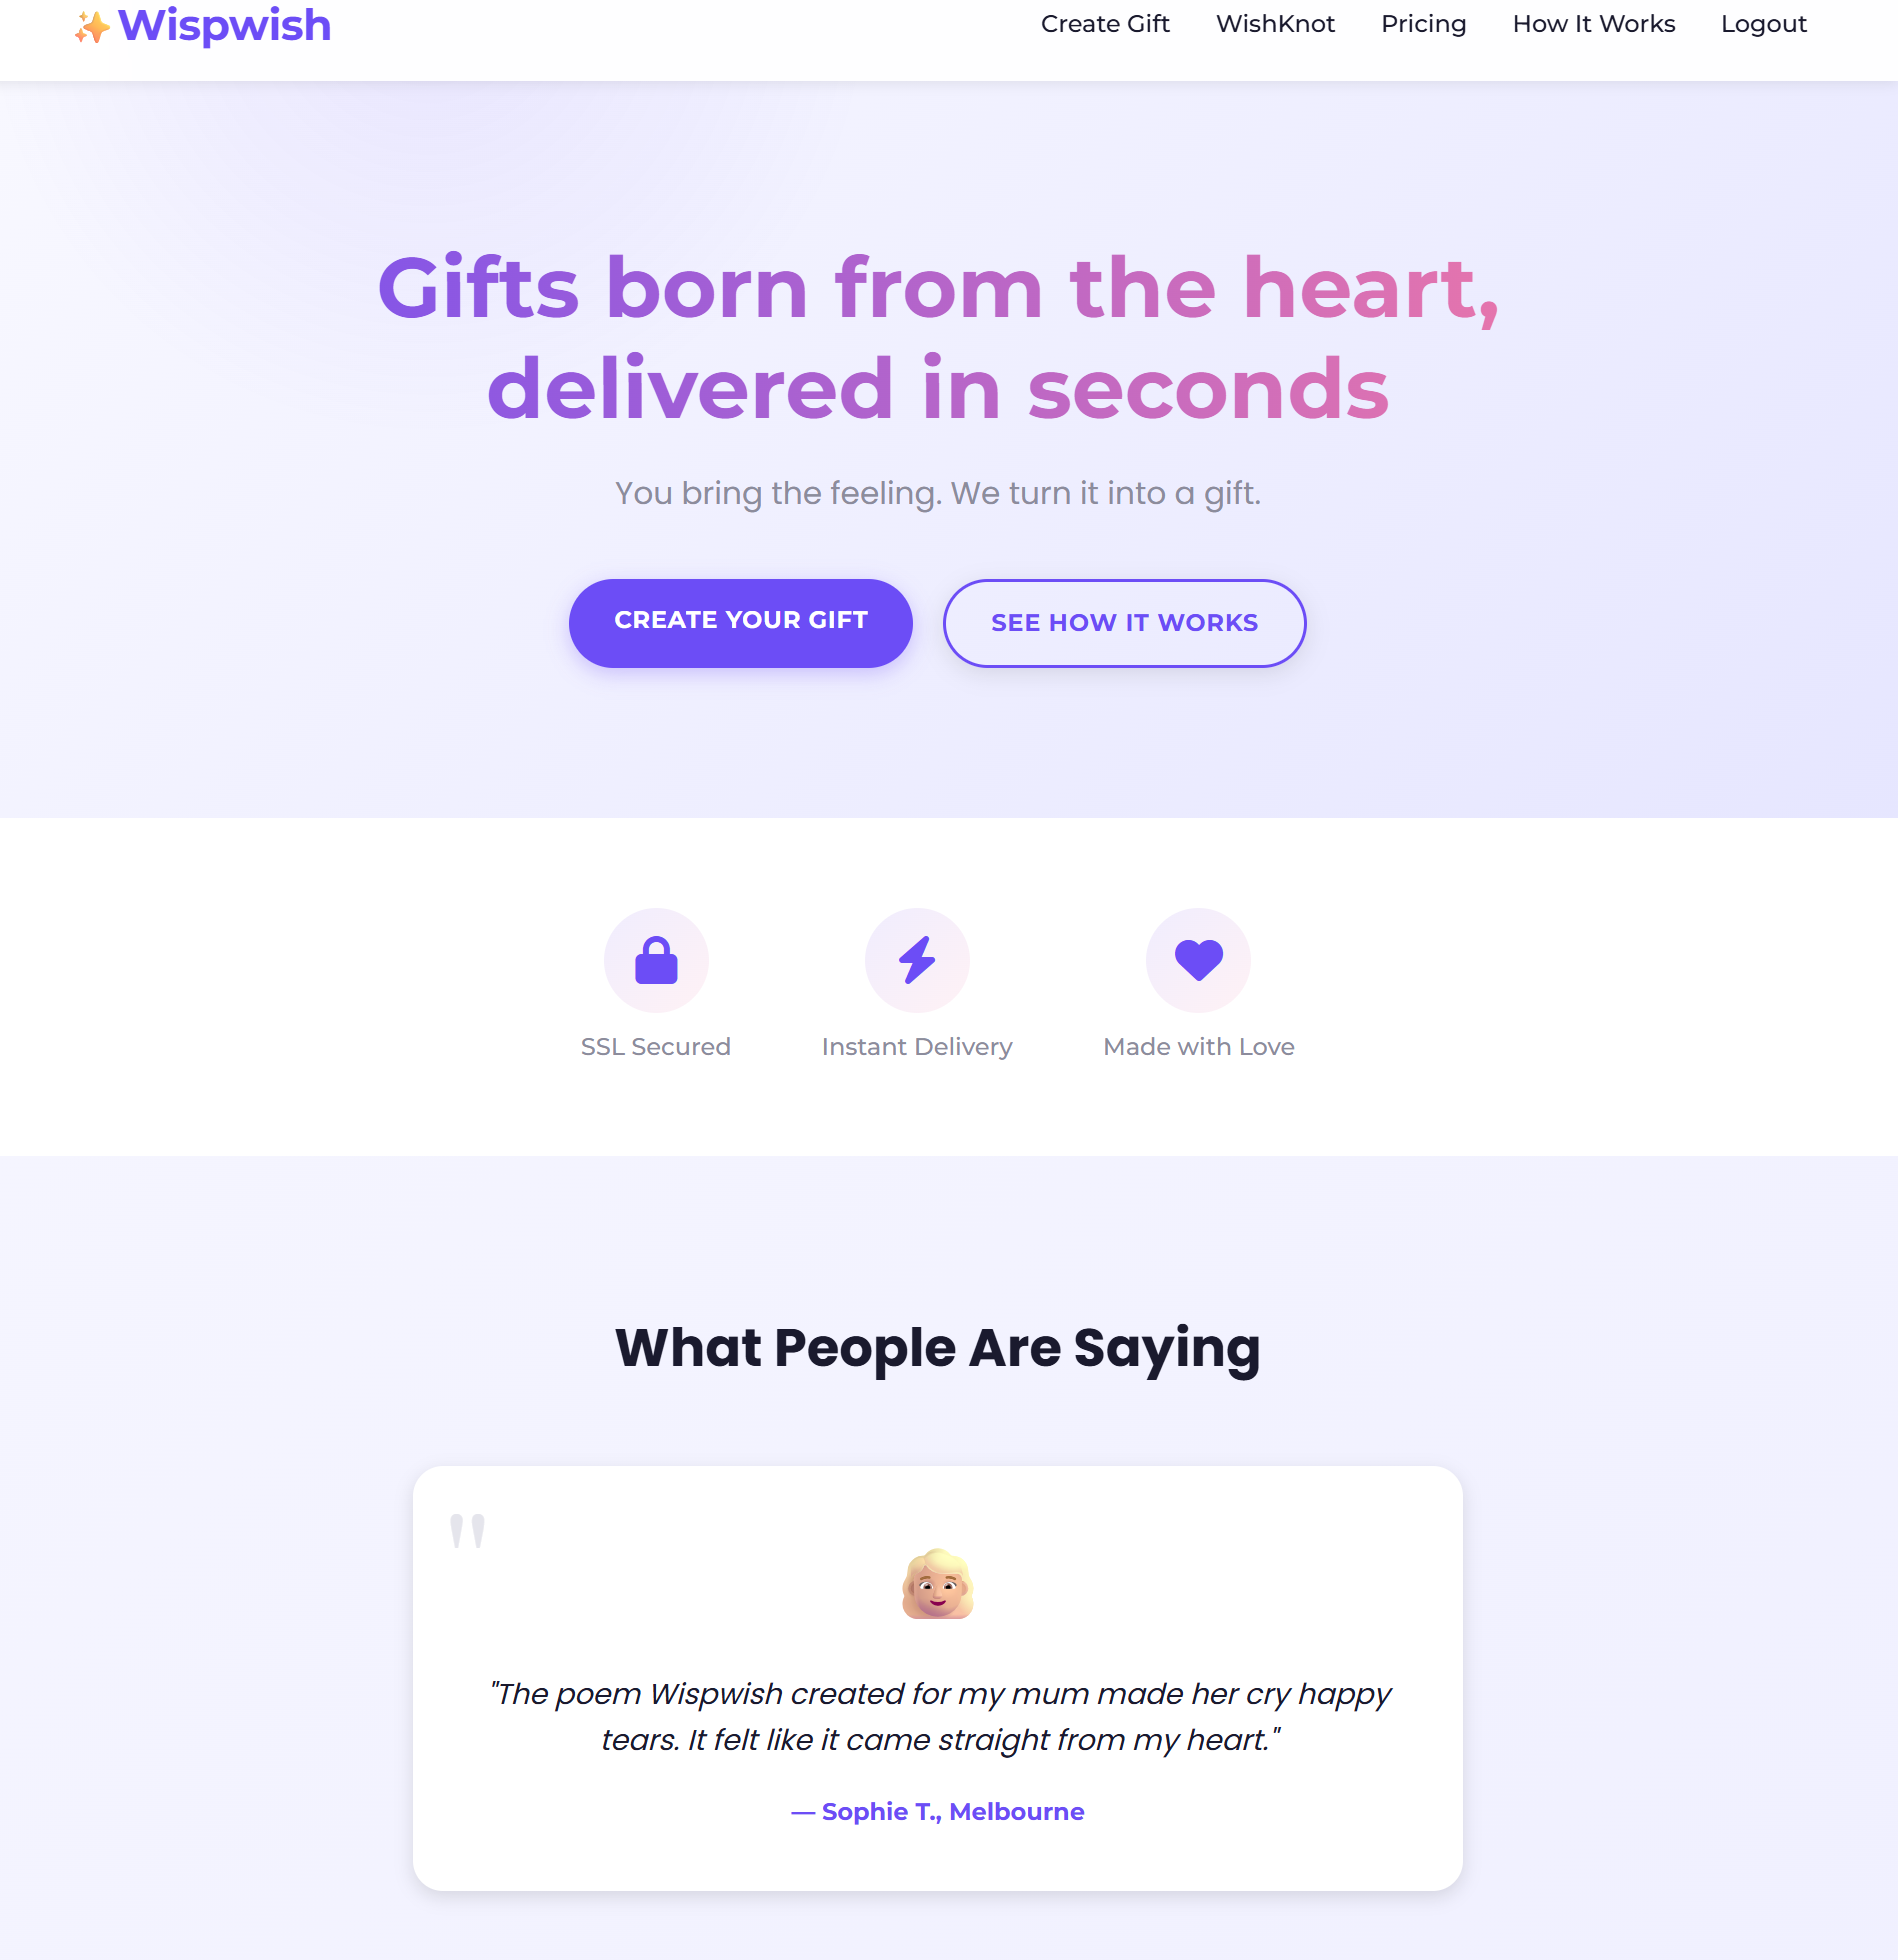 Wispwish
Create Gift
WishKnot
Pricing
How It Works
Logout
Gifts born from the heart,
delivered in seconds
You bring the feeling. We turn it into a gift.
CREATE YOUR GIFT
SEE HOW IT WORKS
SSL Secured
Instant Delivery
Made with Love
What People Are Saying
"
"The poem Wispwish created for my mum made her cry happy
tears. It felt like it came straight from my heart."
— Sophie T., Melbourne